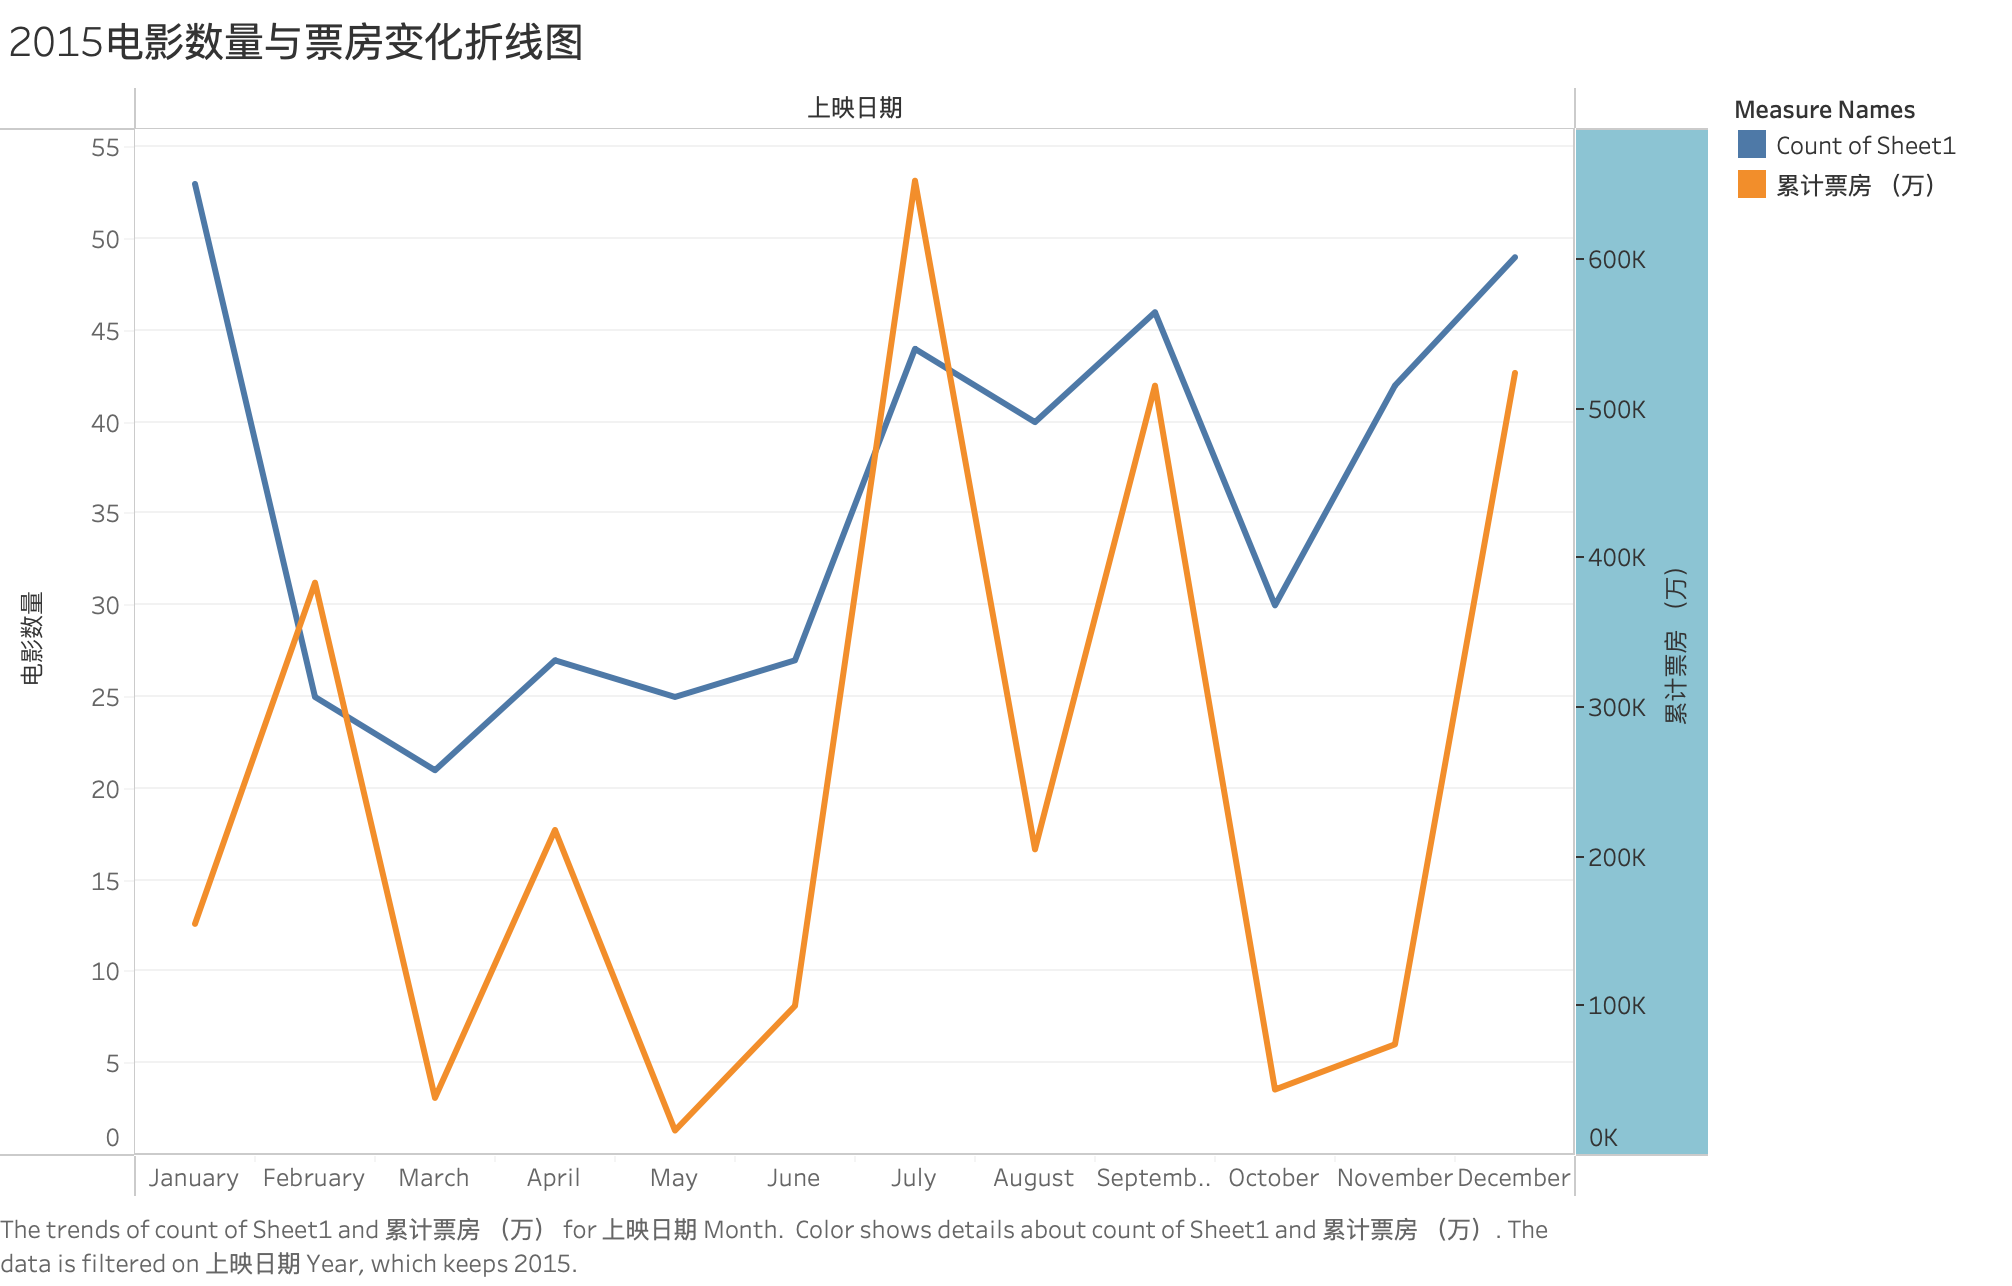 2015电影数量与票房变化折线图
上映日期
Measure Names
Count of Sheet1
累计票房 （万）
55
50
45
40
35
30
25
20
15
10
5
0
电影数量
600K
500K
400K
300K
200K
100K
0K
累计票房 （万）
January
February
March
April
May
June
July
August
Septemb..
October
November
December
The trends of count of Sheet1 and 累计票房 （万） for 上映日期 Month. Color shows details about count of Sheet1 and 累计票房 （万）. The
data is filtered on 上映日期 Year, which keeps 2015.